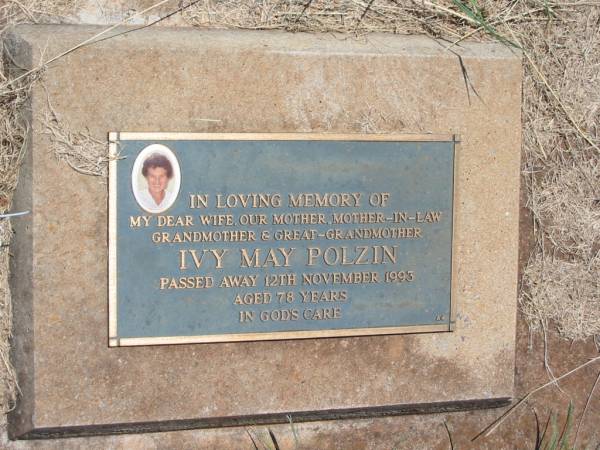 IN LOVING MEMORY OF
MY DEAR WIFE, OUR MOTHER, MOTHER-IN-LAW
GRANDMOTHER & GREAT-GRANDMOTHER
IVY MAY POLZIN
PASSED AWAY 12TH NOVEMBER 1993
AGED 78 YEARS
IN GOD'S CARE